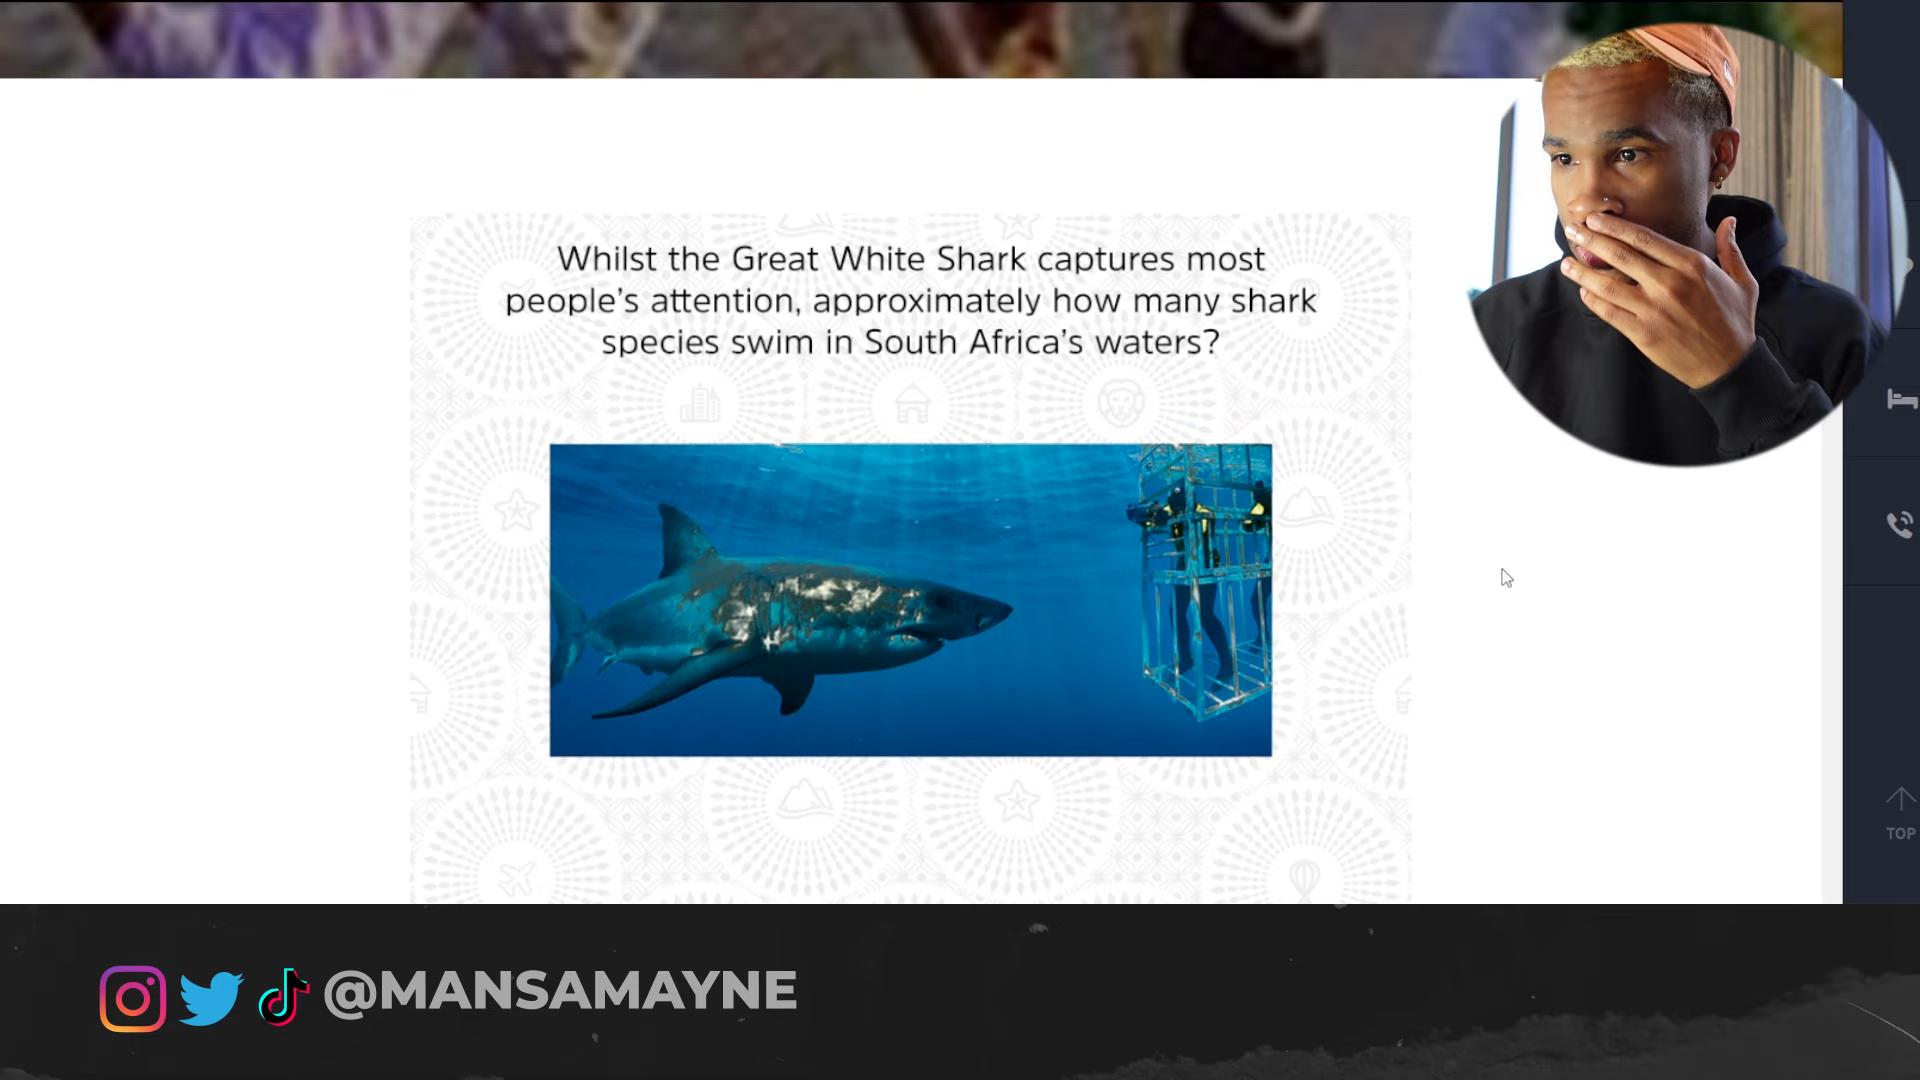 Whilst the Great White Shark captures most
people’s attention, approximately how many shark
species swim in South Africa’s waters?
TOP
@MANSAMAYNE